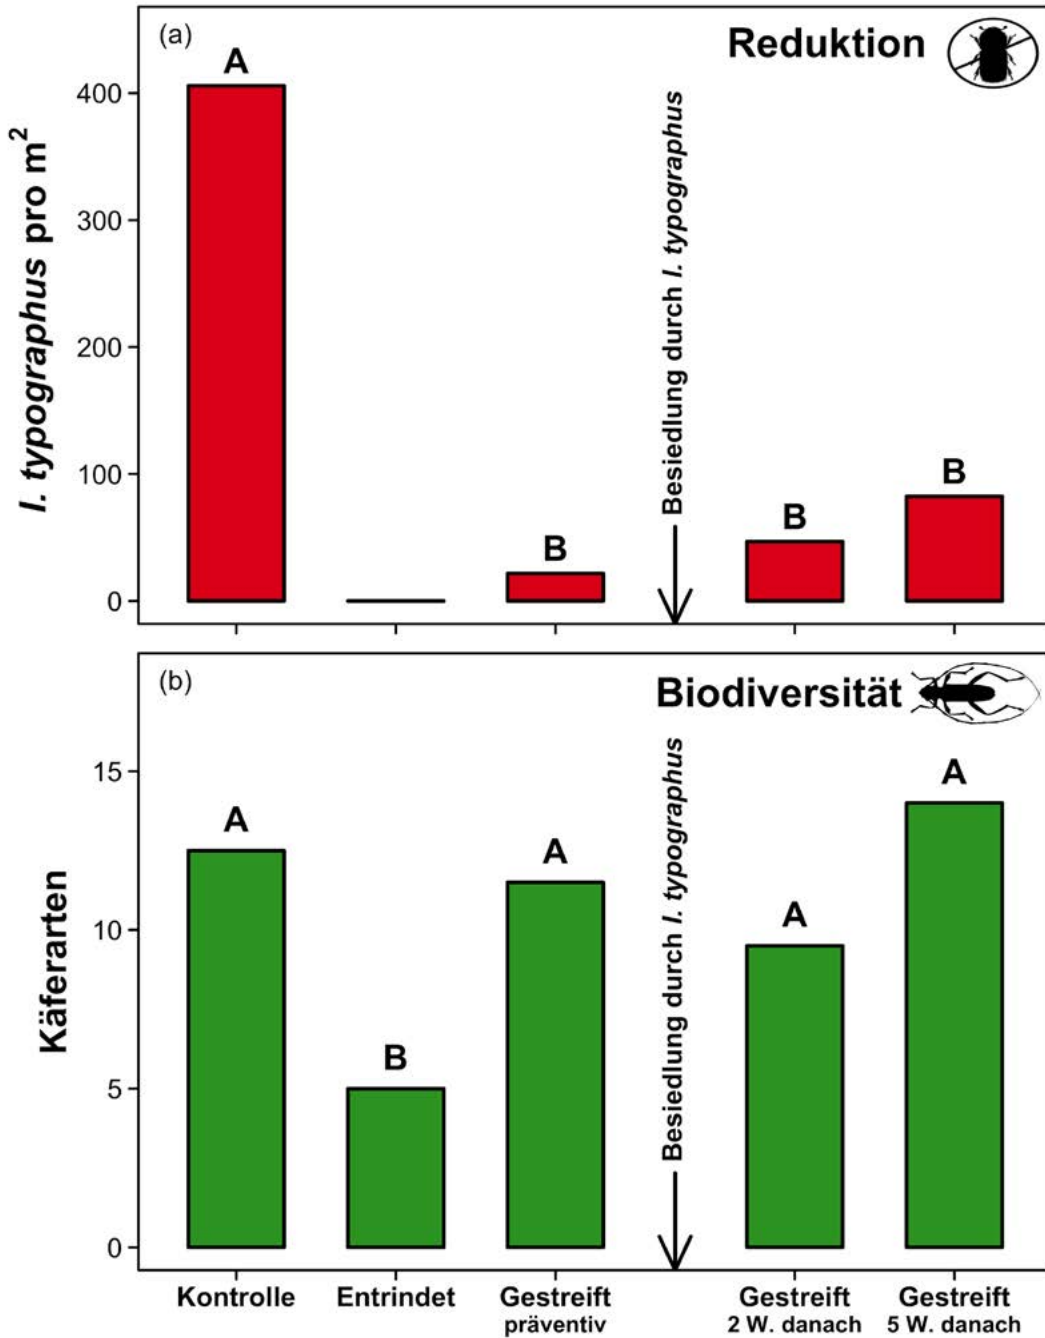 (a)
Reduktion
A
400
300
200
100
0
I. typographus pro m²
B
B
B
Besiedlung durch I. typographus
(b)
Biodiversität
15
10
5
0
Käferarten
A
B
A
A
A
Besiedlung durch I. typographus
Kontrolle
Entrindet
Gestreift
präventiv
Gestreift
2 W. danach
Gestreift
5 W. danach